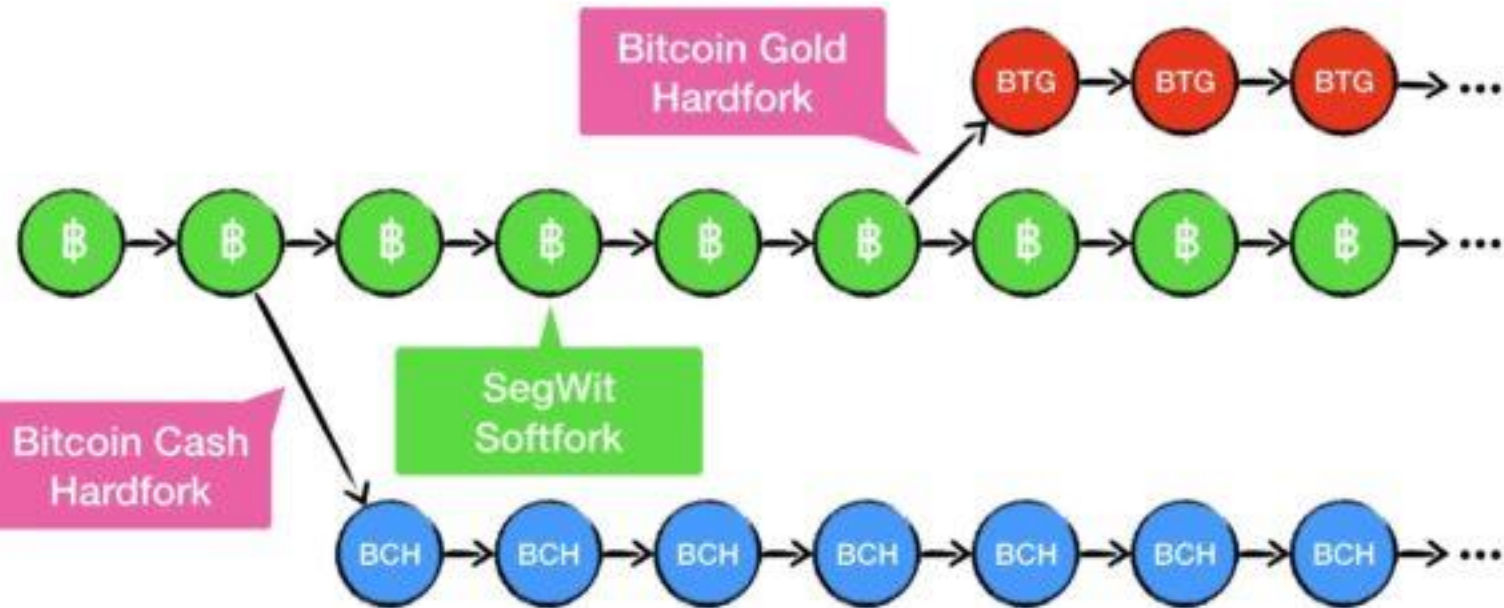 Bitcoin Gold
Hardfork
BTG BTG BTG ...
฿ ฿ ฿ ฿ ฿ ฿ ฿ ฿ ฿ ...
SegWit
Softfork
Bitcoin Cash
Hardfork
BCH BCH BCH BCH BCH BCH BCH ...